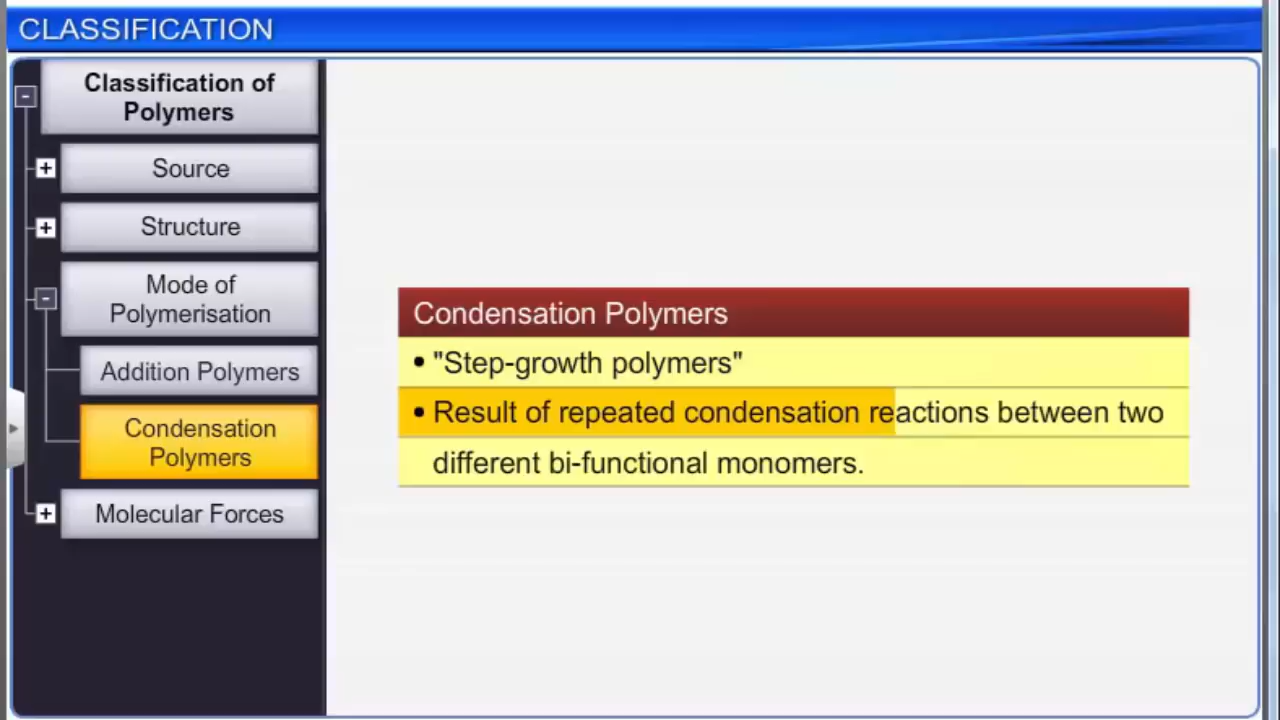 CLASSIFICATION
Classification of
Polymers
Source
Structure
Mode of
Polymerisation
Addition Polymers
Condensation
Polymers
Molecular Forces
Condensation Polymers
• "Step-growth polymers"
• Result of repeated condensation reactions between two
different bi-functional monomers.